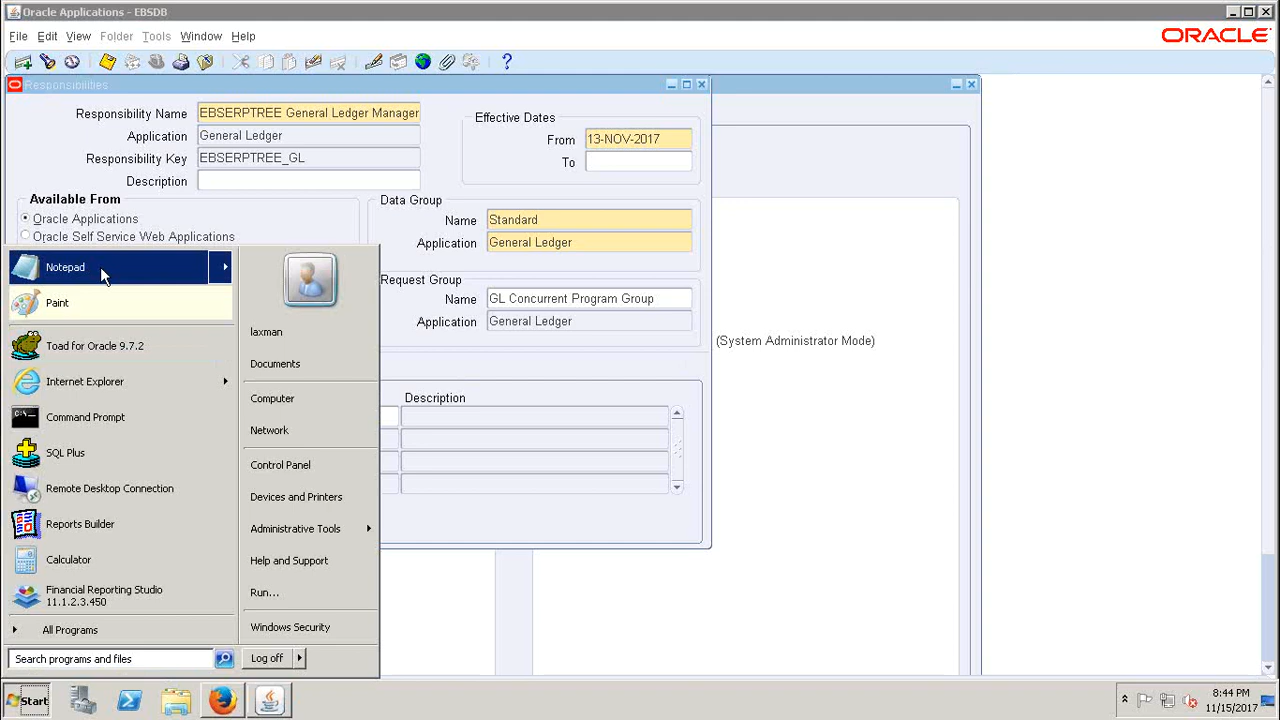 Oracle Applications - EBSDB
File Edit View Folder Tools Window Help
ORACLE
Responsibilities
Responsibility Name EBSERPTREE General Ledger Manager
Application General Ledger
Responsibility Key EBSERPTREE_GL
Description
Effective Dates
From 13-NOV-2017
To
Available From
Oracle Applications
Oracle Self Service Web Applications
Data Group
Name Standard
Application General Ledger
Request Group
Name GL Concurrent Program Group
Application General Ledger
Description
(System Administrator Mode)
Notepad
Paint
Toad for Oracle 9.7.2
Internet Explorer
Command Prompt
SQL Plus
Remote Desktop Connection
Reports Builder
Calculator
Financial Reporting Studio
11.1.2.3.450
All Programs
Search programs and files
laxman
Documents
Computer
Network
Control Panel
Devices and Printers
Administrative Tools
Help and Support
Run...
Windows Security
Log off
Start
8:44 PM
11/15/2017